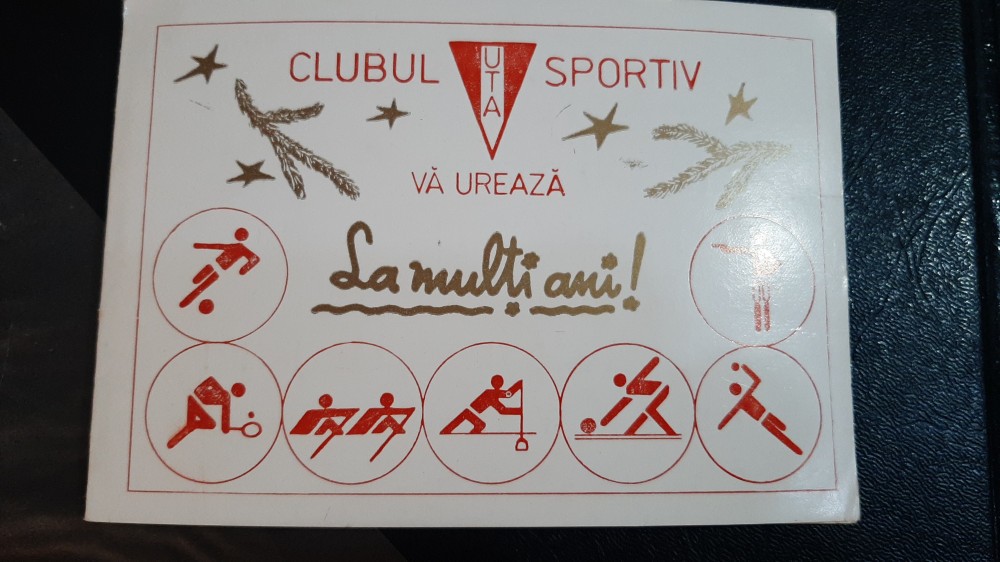 CLUBUL UTA SPORTIV
VĂ UREAZĂ
La mulți ani!